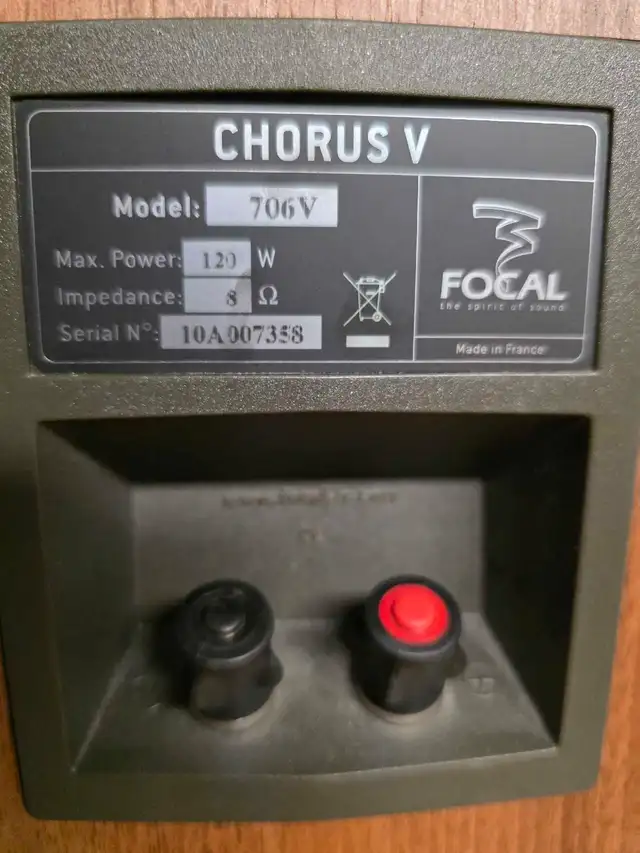 CHORUS V
Model: 706V
Max. Power: 120 W
Impedance: 8 Ω
Serial N°: 10A007358
FOCAL
the spirit of sound
Made in France